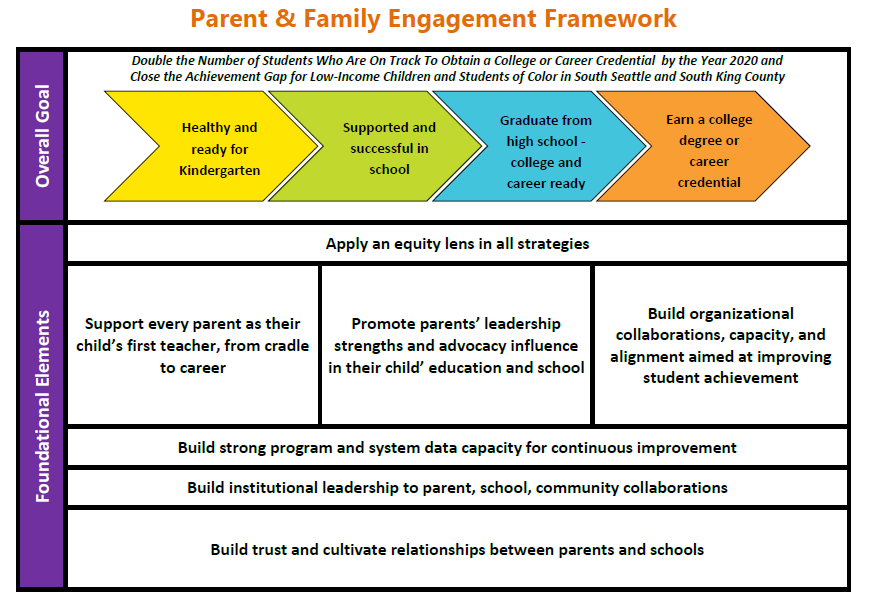 Parent & Family Engagement Framework
Overall Goal
Double the Number of Students Who Are On Track To Obtain a College or Career Credential by the Year 2020 and
Close the Achievement Gap for Low-Income Children and Students of Color in South Seattle and South King County
Healthy and
ready for
Kindergarten
Supported and
successful in
school
Graduate from
high school -
college and
career ready
Earn a college
degree or
career
credential
Foundational Elements
Apply an equity lens in all strategies
Support every parent as their
child's first teacher, from cradle
to career
Promote parents' leadership
strengths and advocacy influence
in their child' education and school
Build organizational
collaborations, capacity, and
alignment aimed at improving
student achievement
Build strong program and system data capacity for continuous improvement
Build institutional leadership to parent, school, community collaborations
Build trust and cultivate relationships between parents and schools